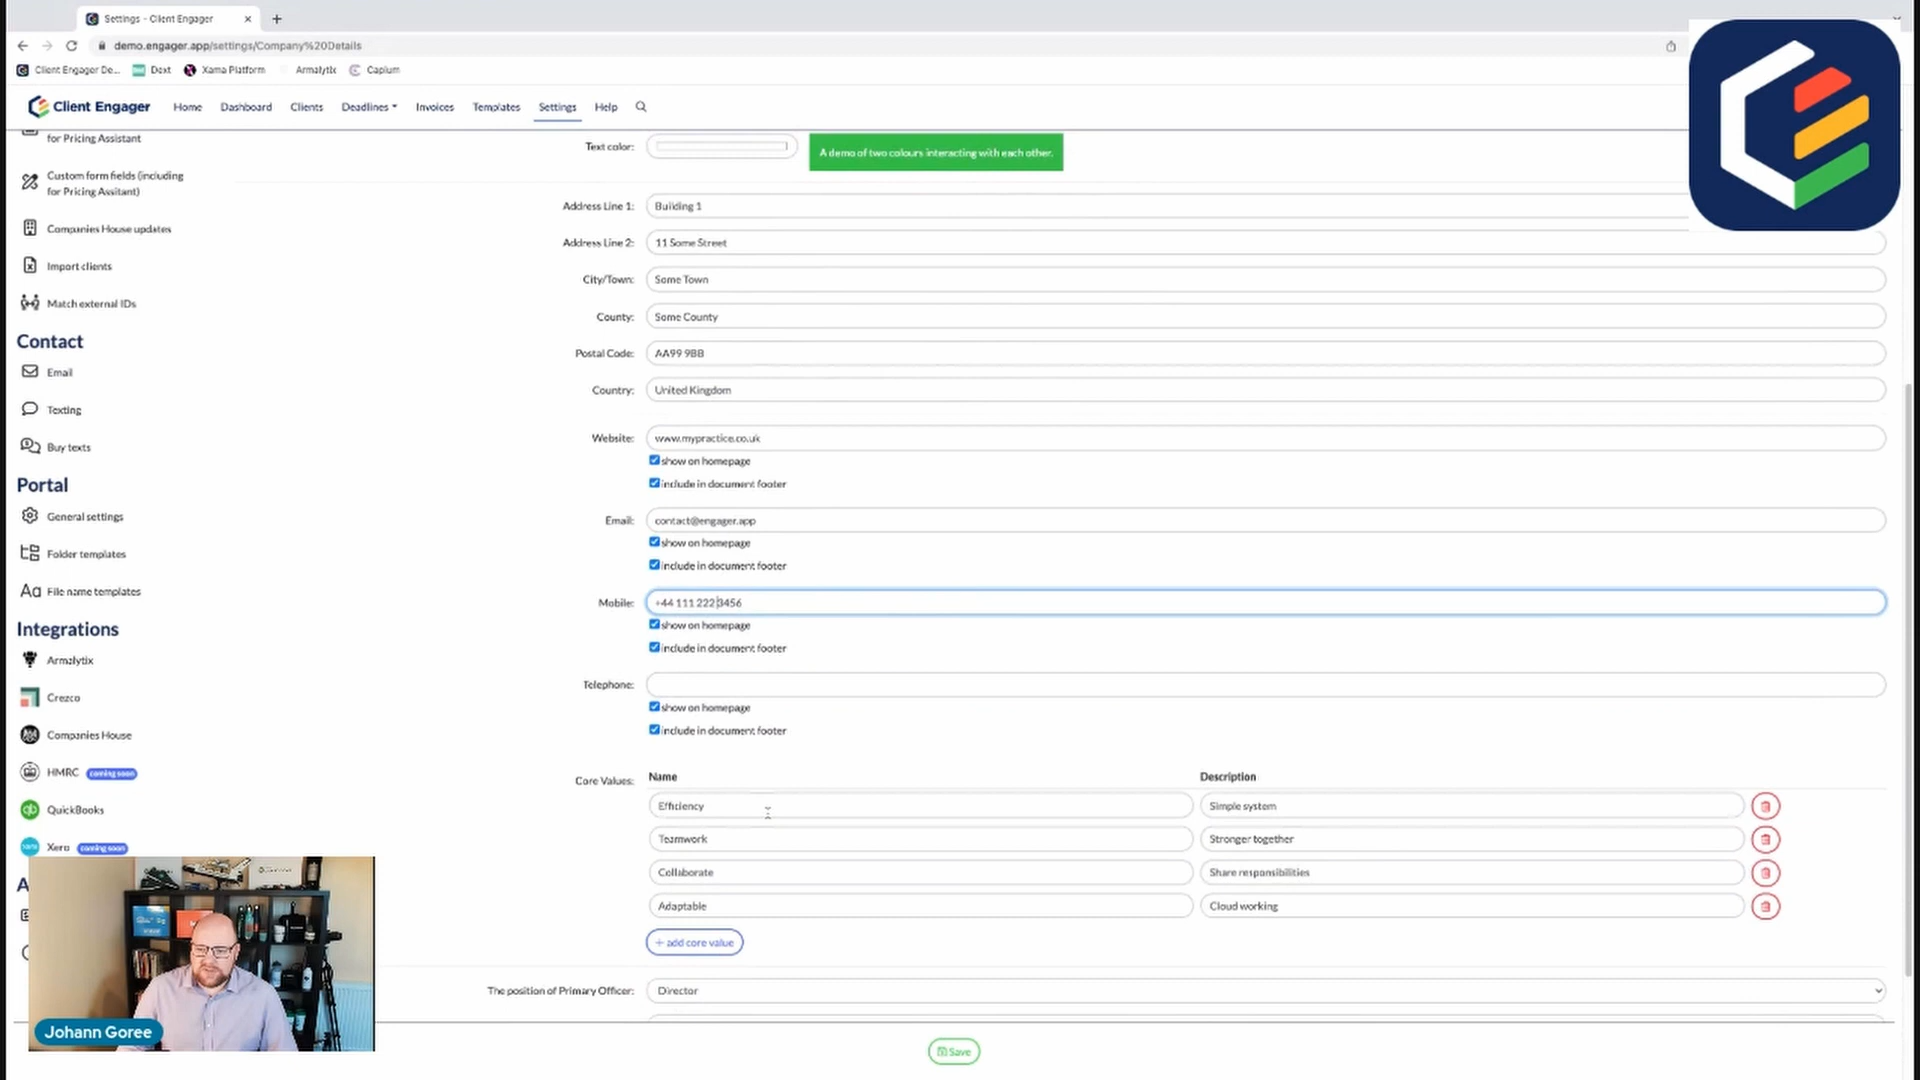 Settings - Client Engager
demo.engager.app/settings/Company%20Details
Client Engager De...
Dext
Xama Platform
Armalytix
Capium
Client Engager
Home
Dashboard
Clients
Deadlines
Invoices
Templates
Settings
Help
for Pricing Assistant
Custom form fields (including
for Pricing Assitant)
Companies House updates
Import clients
Match external IDs
Contact
Email
Texting
Buy texts
Portal
General settings
Folder templates
File name templates
Integrations
Armalytix
Crezco
Companies House
HMRC coming soon
QuickBooks
Xero coming soon
Text color:
A demo of two colours interacting with each other.
Address Line 1: Building 1
Address Line 2: 11 Some Street
City/Town: Some Town
County: Some County
Postal Code: AA99 9BB
Country: United Kingdom
Website: www.mypractice.co.uk
show on homepage
include in document footer
Email: contact@engager.app
show on homepage
include in document footer
Mobile: +44 111 222 3456
show on homepage
include in document footer
Telephone:
show on homepage
include in document footer
Core Values: Name Description
Efficiency Simple system
Teamwork Stronger together
Collaborate Share responsibilities
Adaptable Cloud working
+ add core value
The position of Primary Officer: Director
Save
Johann Goree